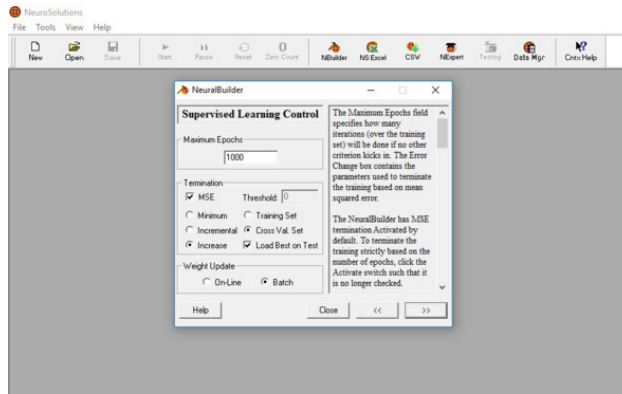 NeuroSolutions
File Tools View Help
New Open Save Start Pause Reset Zero Count NBuilder NS Excel CSV NExpert Testing Data Mgr Cntx Help
NeuralBuilder
Supervised Learning Control
Maximum Epochs
1000
Termination
MSE Threshold: 0
Minimum Training Set
Incremental Cross Val. Set
Increase Load Best on Test
Weight Update
On-Line Batch
The Maximum Epochs field
specifies how many
iterations (over the training
set) will be done if no other
criterion kicks in. The Error
Change box contains the
parameters used to terminate
the training based on mean
squared error.
The NeuralBuilder has MSE
termination Activated by
default. To terminate the
training strictly based on the
number of epochs, click the
Activate switch such that it
is no longer checked.
Help Close << >>